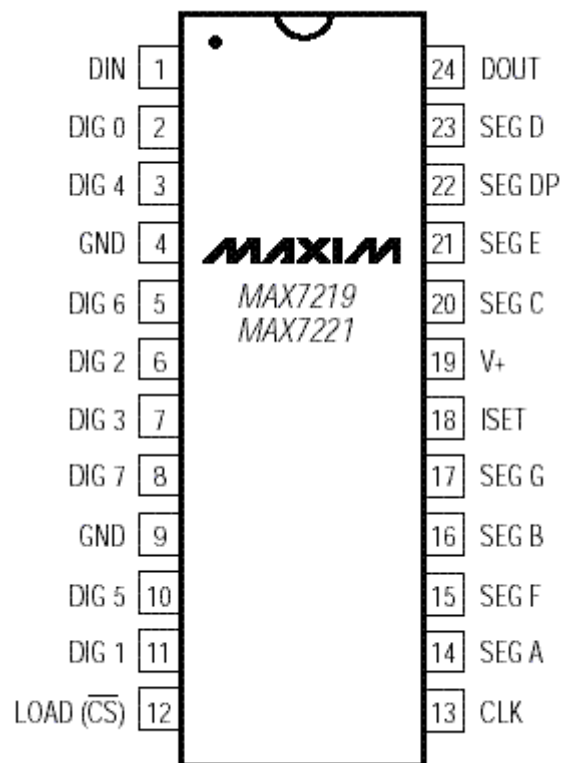 DIN 1 24 DOUT
DIG 0 2 23 SEG D
DIG 4 3 22 SEG DP
GND 4 MAXIM 21 SEG E
DIG 6 5 MAX7219 20 SEG C
MAX7221
DIG 2 6 19 V+
DIG 3 7 18 ISET
DIG 7 8 17 SEG G
GND 9 16 SEG B
DIG 5 10 15 SEG F
DIG 1 11 14 SEG A
LOAD (C̅S̅) 12 13 CLK